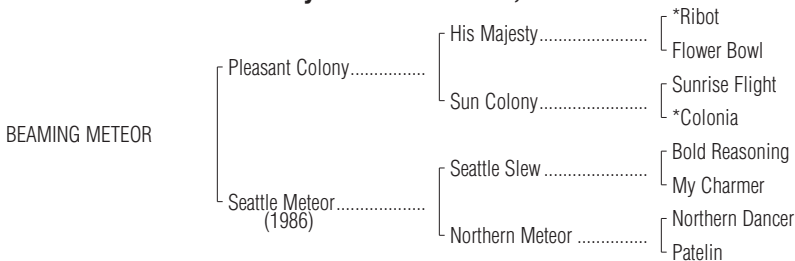 *Ribot
His Majesty
Flower Bowl
Pleasant Colony
Sunrise Flight
Sun Colony
*Colonia
BEAMING METEOR
Bold Reasoning
Seattle Slew
My Charmer
Seattle Meteor
(1986)
Northern Dancer
Northern Meteor
Patelin